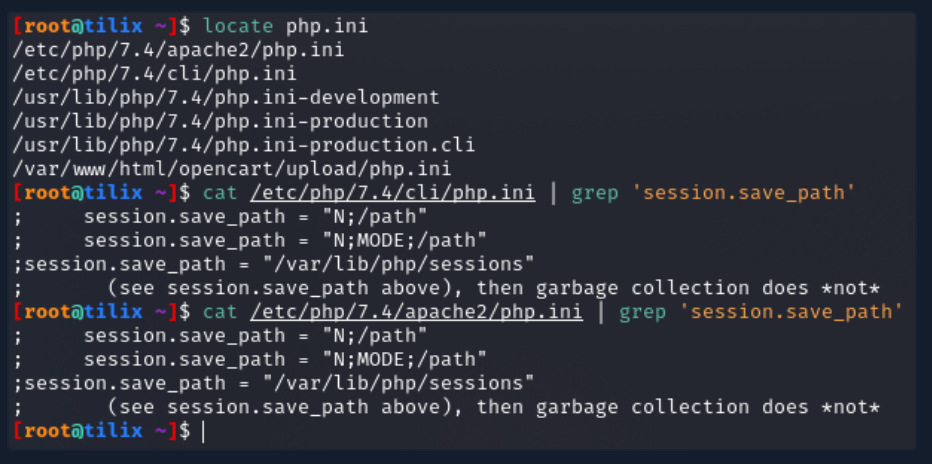 [root@tilix ~]$ locate php.ini
/etc/php/7.4/apache2/php.ini
/etc/php/7.4/cli/php.ini
/usr/lib/php/7.4/php.ini-development
/usr/lib/php/7.4/php.ini-production
/usr/lib/php/7.4/php.ini-production.cli
/var/www/html/opencart/upload/php.ini
[root@tilix ~]$ cat /etc/php/7.4/cli/php.ini | grep 'session.save_path'
;     session.save_path = "N;/path"
;     session.save_path = "N;MODE;/path"
;session.save_path = "/var/lib/php/sessions"
;       (see session.save_path above), then garbage collection does *not*
[root@tilix ~]$ cat /etc/php/7.4/apache2/php.ini | grep 'session.save_path'
;     session.save_path = "N;/path"
;     session.save_path = "N;MODE;/path"
;session.save_path = "/var/lib/php/sessions"
;       (see session.save_path above), then garbage collection does *not*
[root@tilix ~]$